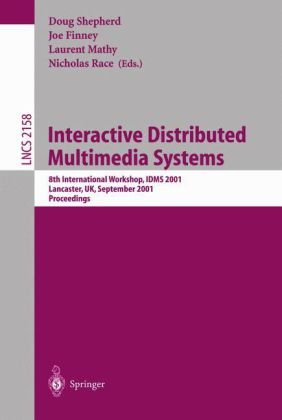 Doug Shepherd
Joe Finney
Laurent Mathy
Nicholas Race (Eds.)
LNCS 2158
Interactive Distributed
Multimedia Systems
8th International Workshop, IDMS 2001
Lancaster, UK, September 2001
Proceedings
Springer